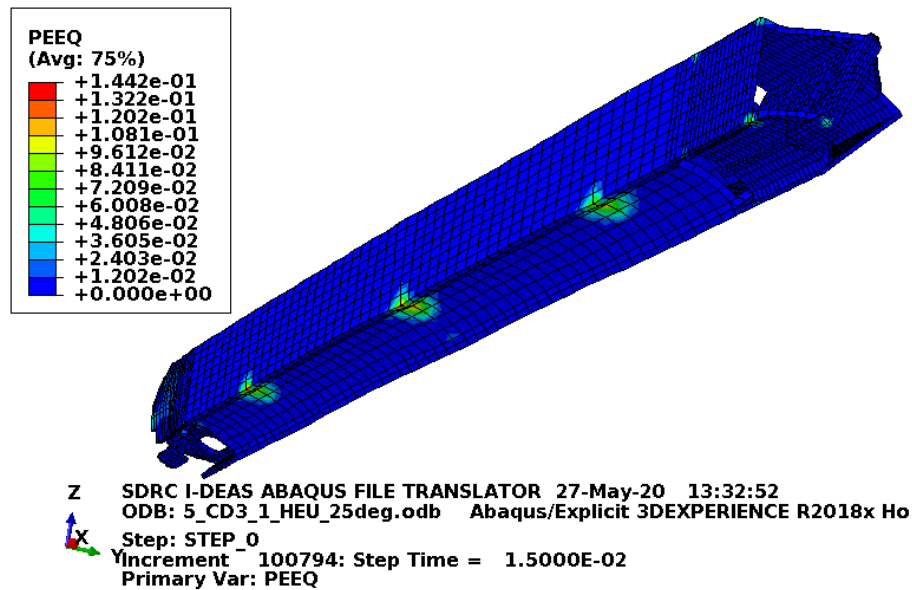 PEEQ
(Avg: 75%)
+1.442e-01
+1.322e-01
+1.202e-01
+1.081e-01
+9.612e-02
+8.411e-02
+7.209e-02
+6.008e-02
+4.806e-02
+3.605e-02
+2.403e-02
+1.202e-02
+0.000e+00
Z
X
Y
SDRC I-DEAS ABAQUS FILE TRANSLATOR 27-May-20 13:32:52
ODB: 5_CD3_1_HEU_25deg.odb Abaqus/Explicit 3DEXPERIENCE R2018x Ho
Step: STEP_0
Increment 100794: Step Time = 1.5000E-02
Primary Var: PEEQ